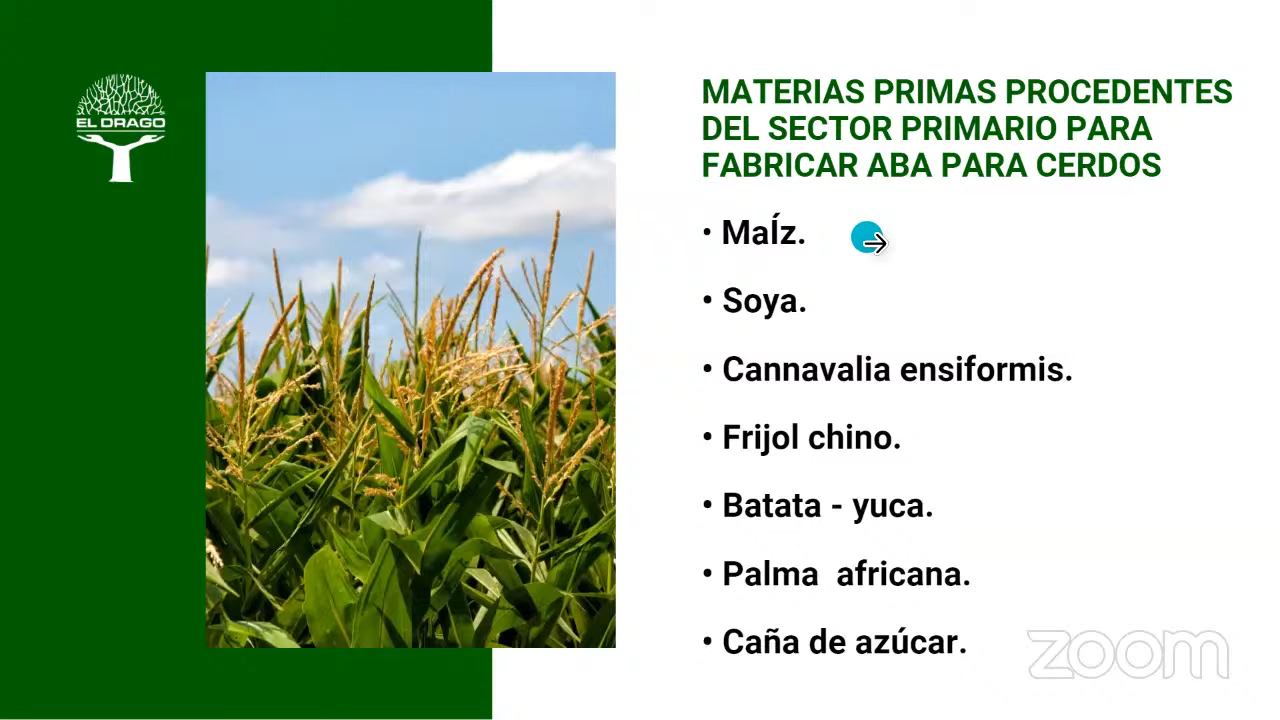 EL DRAGO
MATERIAS PRIMAS PROCEDENTES
DEL SECTOR PRIMARIO PARA
FABRICAR ABA PARA CERDOS
• MaÍz.
• Soya.
• Cannavalia ensiformis.
• Frijol chino.
• Batata - yuca.
• Palma  africana.
• Caña de azúcar.
zoom